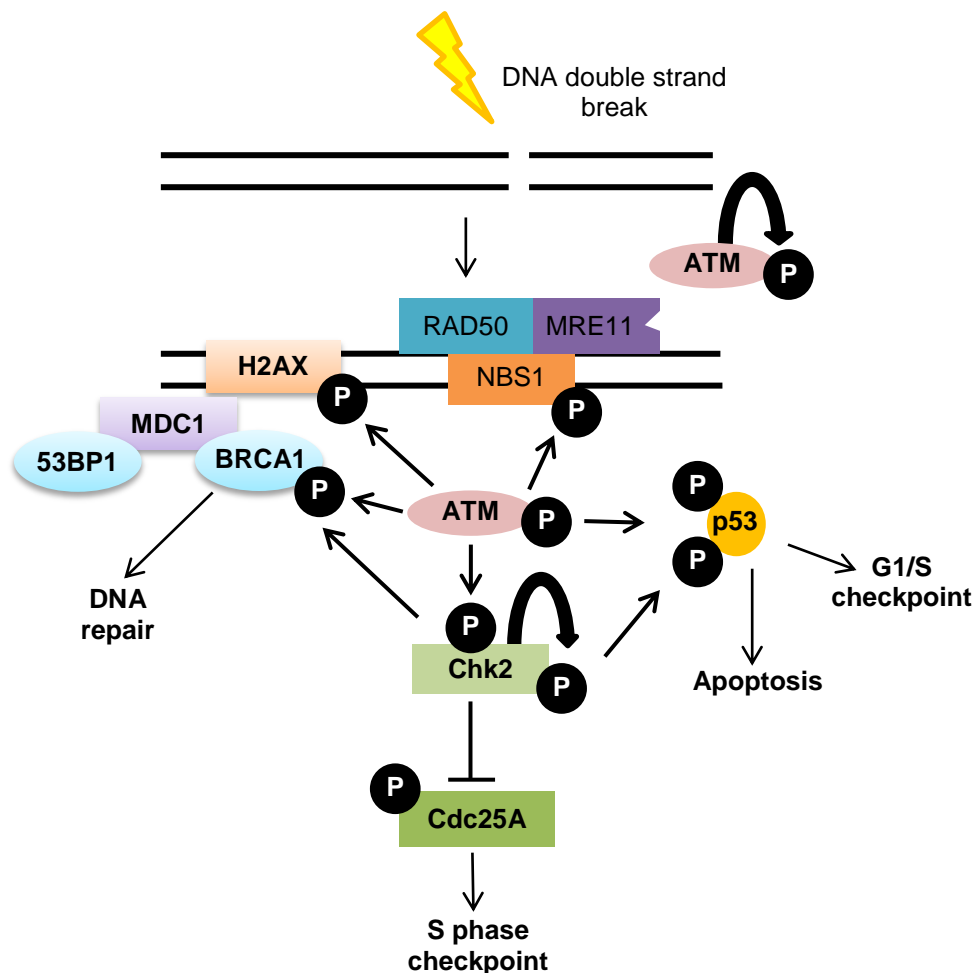 DNA double strand
break
ATM
P
RAD50
MRE11
H2AX
NBS1
P
P
MDC1
53BP1
BRCA1
P
ATM
P
P
p53
P
G1/S
checkpoint
DNA
repair
P
Chk2
P
Apoptosis
P
Cdc25A
S phase
checkpoint